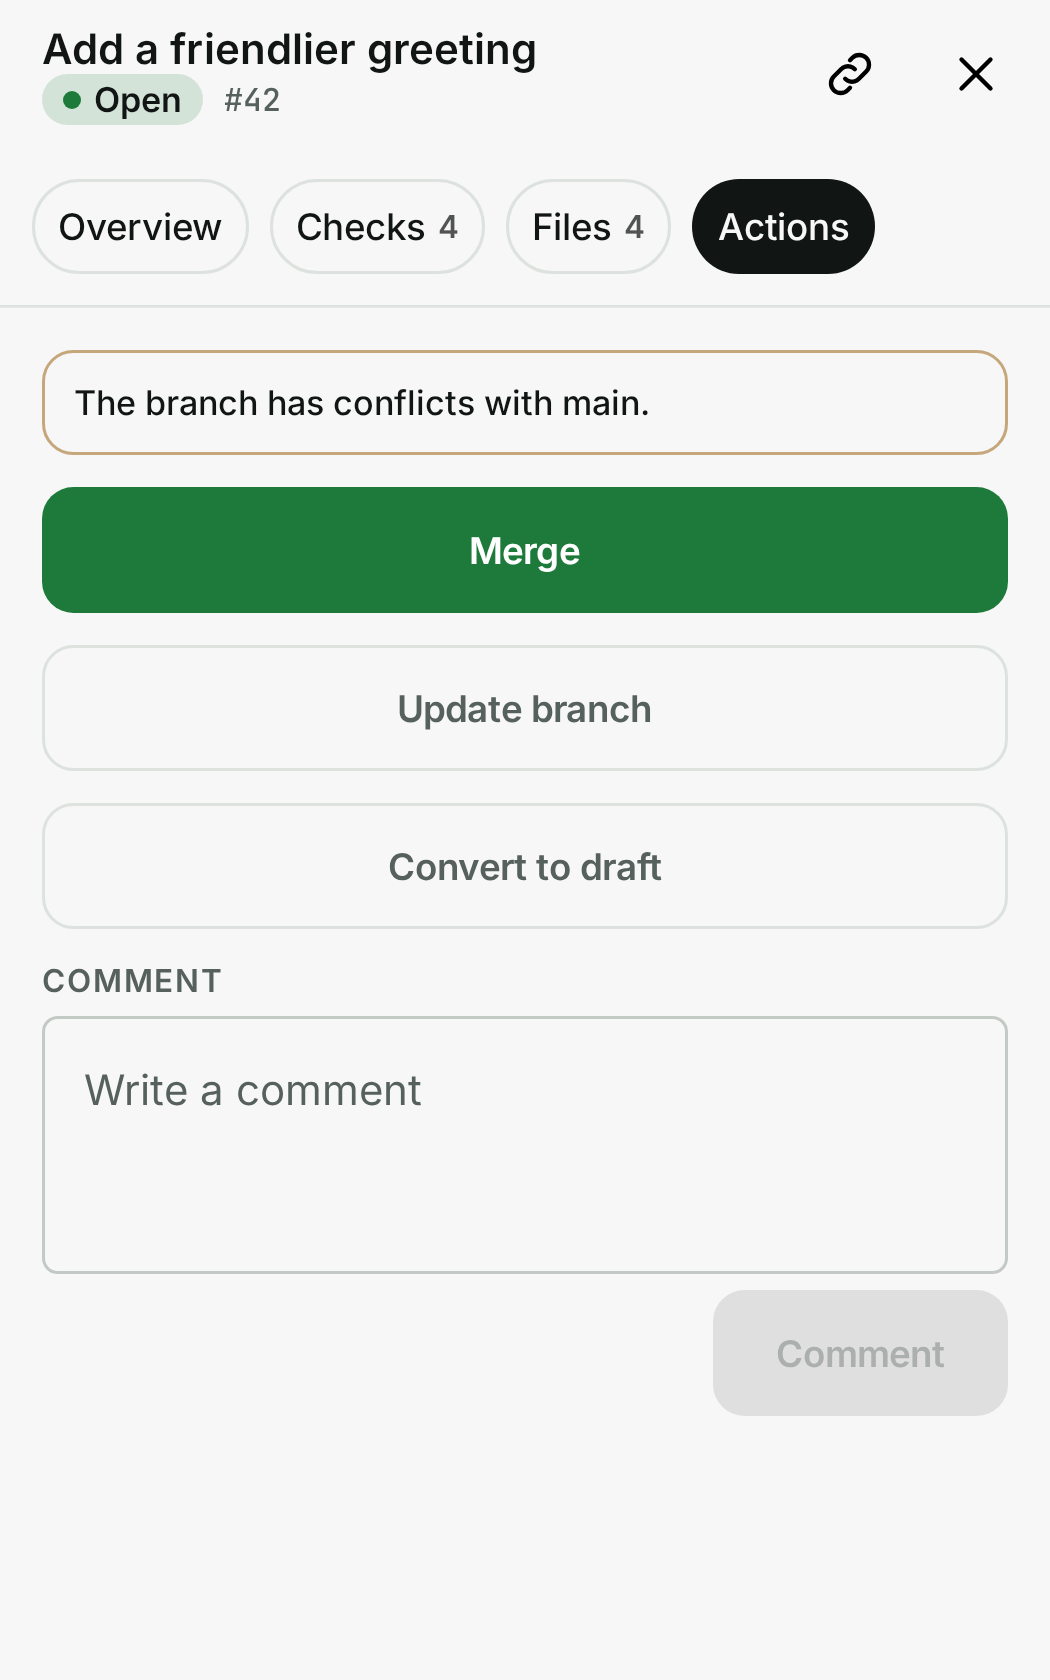 Add a friendlier greeting
Open #42
Overview Checks 4 Files 4 Actions
The branch has conflicts with main.
Merge
Update branch
Convert to draft
COMMENT
Write a comment
Comment